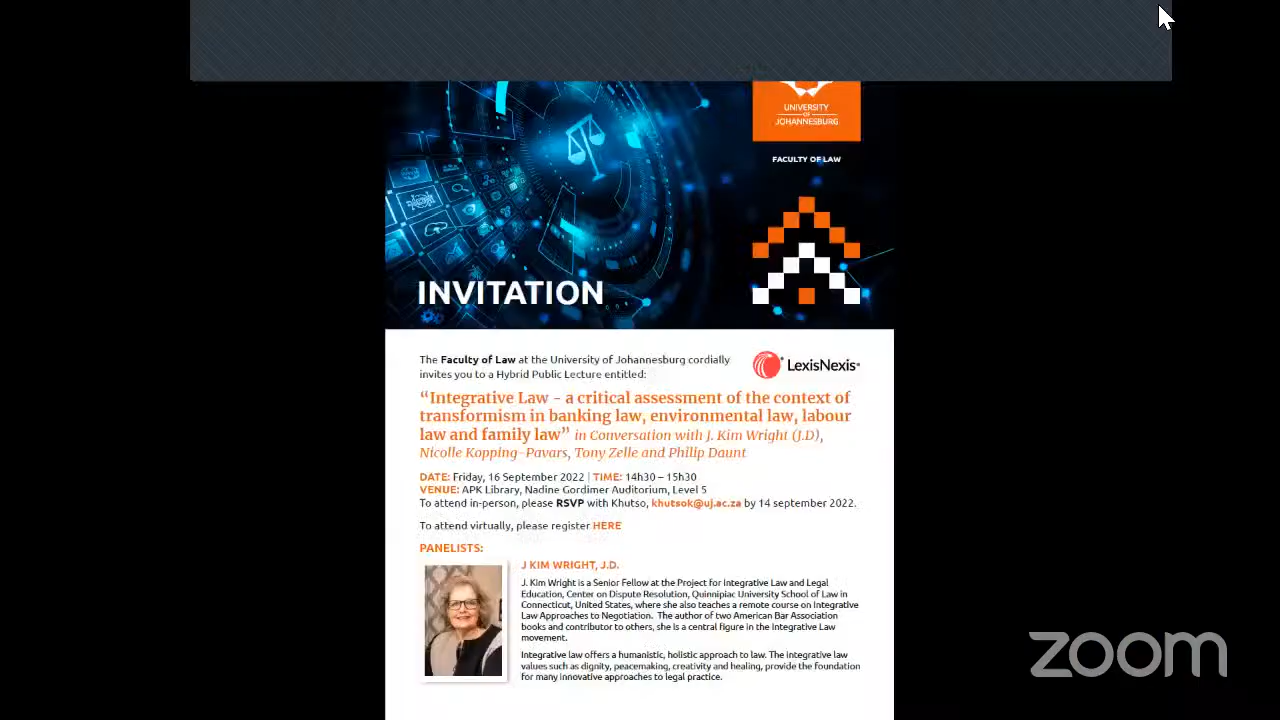 UNIVERSITY
OF
JOHANNESBURG
FACULTY OF LAW
INVITATION
The Faculty of Law at the University of Johannesburg cordially
invites you to a Hybrid Public Lecture entitled:
LexisNexis®
“Integrative Law - a critical assessment of the context of
transformism in banking law, environmental law, labour
law and family law” in Conversation with J. Kim Wright (J.D),
Nicolle Kopping-Pavars, Tony Zelle and Philip Daunt
DATE: Friday, 16 September 2022 | TIME: 14h30 – 15h30
VENUE: APK Library, Nadine Gordimer Auditorium, Level 5
To attend in-person, please RSVP with Khutso, khutsok@uj.ac.za by 14 september 2022.
To attend virtually, please register HERE
PANELISTS:
J KIM WRIGHT, J.D.
J. Kim Wright is a Senior Fellow at the Project for Integrative Law and Legal
Education, Center on Dispute Resolution, Quinnipiac University School of Law in
Connecticut, United States, where she also teaches a remote course on Integrative
Law Approaches to Negotiation. The author of two American Bar Association
books and contributor to others, she is a central figure in the Integrative Law
movement.
Integrative law offers a humanistic, holistic approach to law. The integrative law
values such as dignity, peacemaking, creativity and healing, provide the foundation
for many innovative approaches to legal practice.
zoom